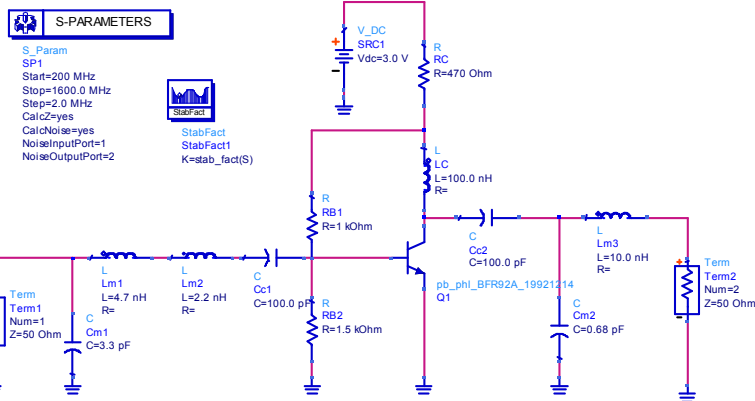 S-PARAMETERS
S_Param
SP1
Start=200 MHz
Stop=1600.0 MHz
Step=2.0 MHz
CalcZ=yes
CalcNoise=yes
NoiseInputPort=1
NoiseOutputPort=2
StabFact
StabFact
StabFact1
K=stab_fact(S)
+
V_DC
SRC1
Vdc=3.0 V
-
R
RC
R=470 Ohm
L
LC
L=100.0 nH
R=
R
RB1
R=1 kOhm
L
Lm1
L=4.7 nH
R=
L
Lm2
L=2.2 nH
R=
C
Cc1
C=100.0 pF
R
RB2
R=1.5 kOhm
Term
Term1
Num=1
Z=50 Ohm
C
Cm1
C=3.3 pF
pb_phl_BFR92A_19921214
Q1
C
Cc2
C=100.0 pF
L
Lm3
L=10.0 nH
R=
C
Cm2
C=0.68 pF
+
Term
Term2
Num=2
Z=50 Ohm
-